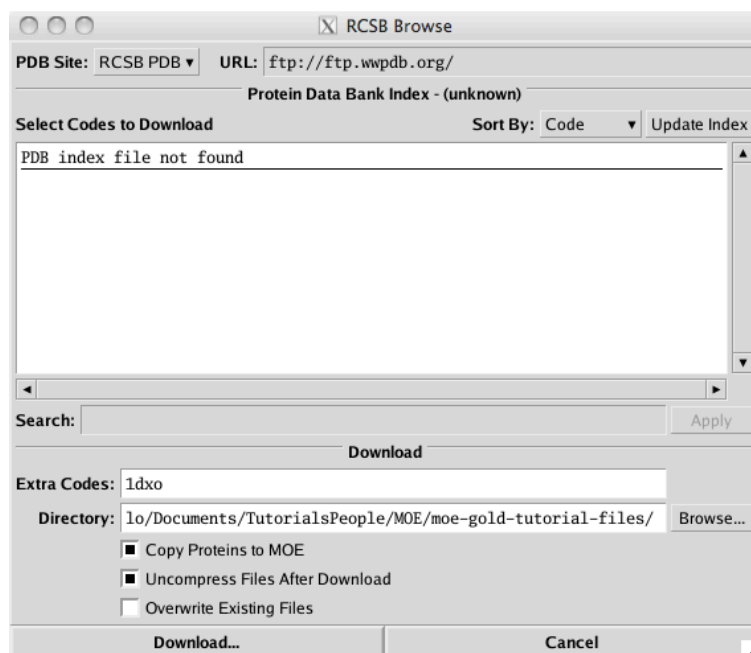 RCSB Browse
PDB Site: RCSB PDB URL: ftp://ftp.wwpdb.org/
Protein Data Bank Index - (unknown)
Select Codes to Download Sort By: Code Update Index
PDB index file not found
Search: Apply
Download
Extra Codes: 1dxo
Directory: lo/Documents/TutorialsPeople/MOE/moe-gold-tutorial-files/ Browse...
Copy Proteins to MOE
Uncompress Files After Download
Overwrite Existing Files
Download... Cancel